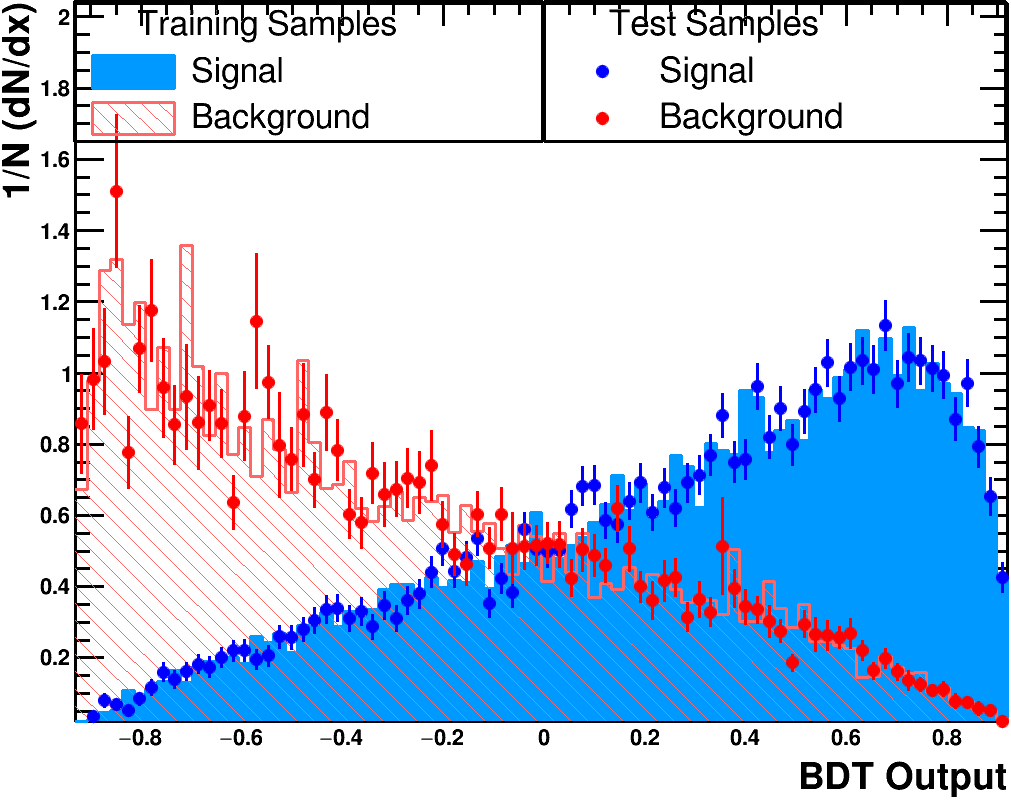 1/N (dN/dx)
2
1.8
1.6
1.4
1.2
1
0.8
0.6
0.4
0.2
Training Samples
Signal
Background
Test Samples
Signal
Background
−0.8 −0.6 −0.4 −0.2 0 0.2 0.4 0.6 0.8
BDT Output